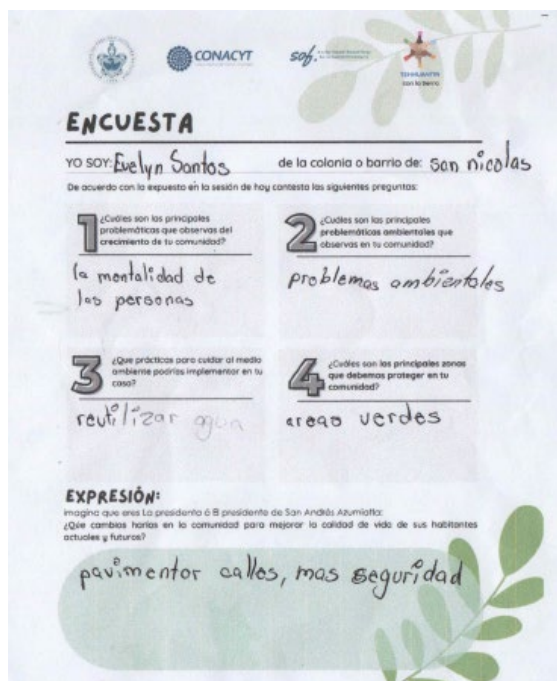 CONACYT
sof.
con la tierra
ENCUESTA
YO SOY: Evelyn Santos de la colonia o barrio de: san nicolas
De acuerdo con lo expuesto en la sesión de hoy contesta las siguientes preguntas:
1 ¿Cuáles son las principales
problemáticas que observas del
crecimiento de tu comunidad?
la mentalidad de
las personas
2 ¿Cuáles son las principales
problemáticas ambientales que
observas en tu comunidad?
problemas ambientales
3 ¿Que prácticas para cuidar al medio
ambiente podrías implementar en tu
casa?
reutilizar agua
4 ¿Cuáles son las principales zonas
que debemos proteger en tu
comunidad?
areas verdes
EXPRESIÓN:
Imagina que eres La presidenta ó El presidente de San Andrés Azumiatla:
¿Qué cambios harías en la comunidad para mejorar la calidad de vida de sus habitantes
actuales y futuros?
pavimentar calles, mas seguridad